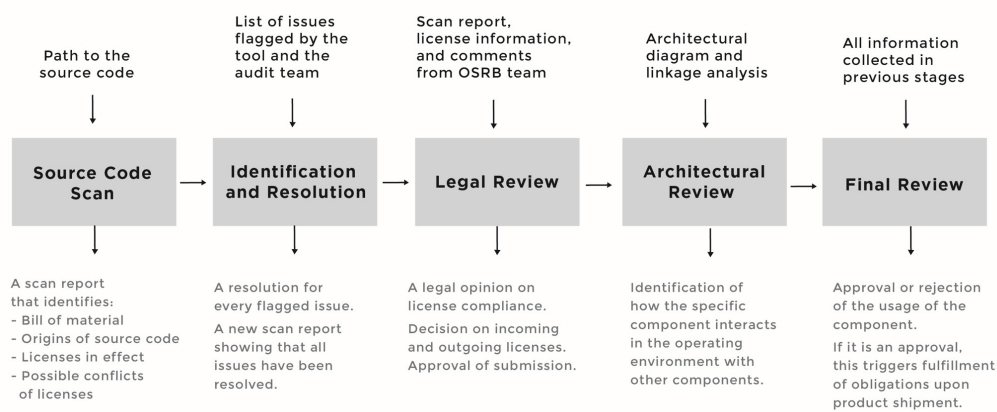 Path to the
source code
List of issues
flagged by the
tool and the
audit team
Scan report,
license information,
and comments
from OSRB team
Architectural
diagram and
linkage analysis
All information
collected in
previous stages
Source Code
Scan
Identification
and Resolution
Legal Review
Architectural
Review
Final Review
A scan report
that identifies:
- Bill of material
- Origins of source code
- Licenses in effect
- Possible conflicts
of licenses
A resolution for
every flagged issue.
A new scan report
showing that all
issues have been
resolved.
A legal opinion on
license compliance.
Decision on incoming
and outgoing licenses.
Approval of submission.
Identification of
how the specific
component interacts
in the operating
environment with
other components.
Approval or rejection
of the usage of the
component.
If it is an approval,
this triggers fulfillment
of obligations upon
product shipment.